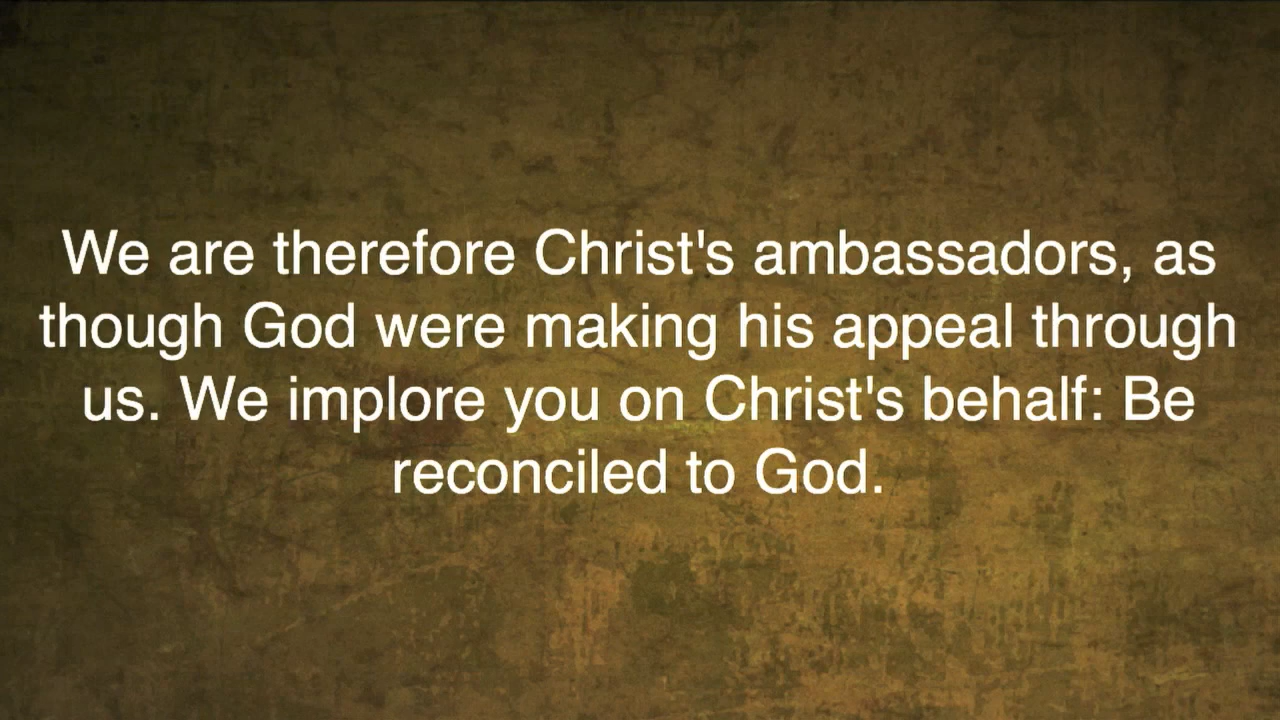 We are therefore Christ's ambassadors, as
though God were making his appeal through
us. We implore you on Christ's behalf: Be
reconciled to God.